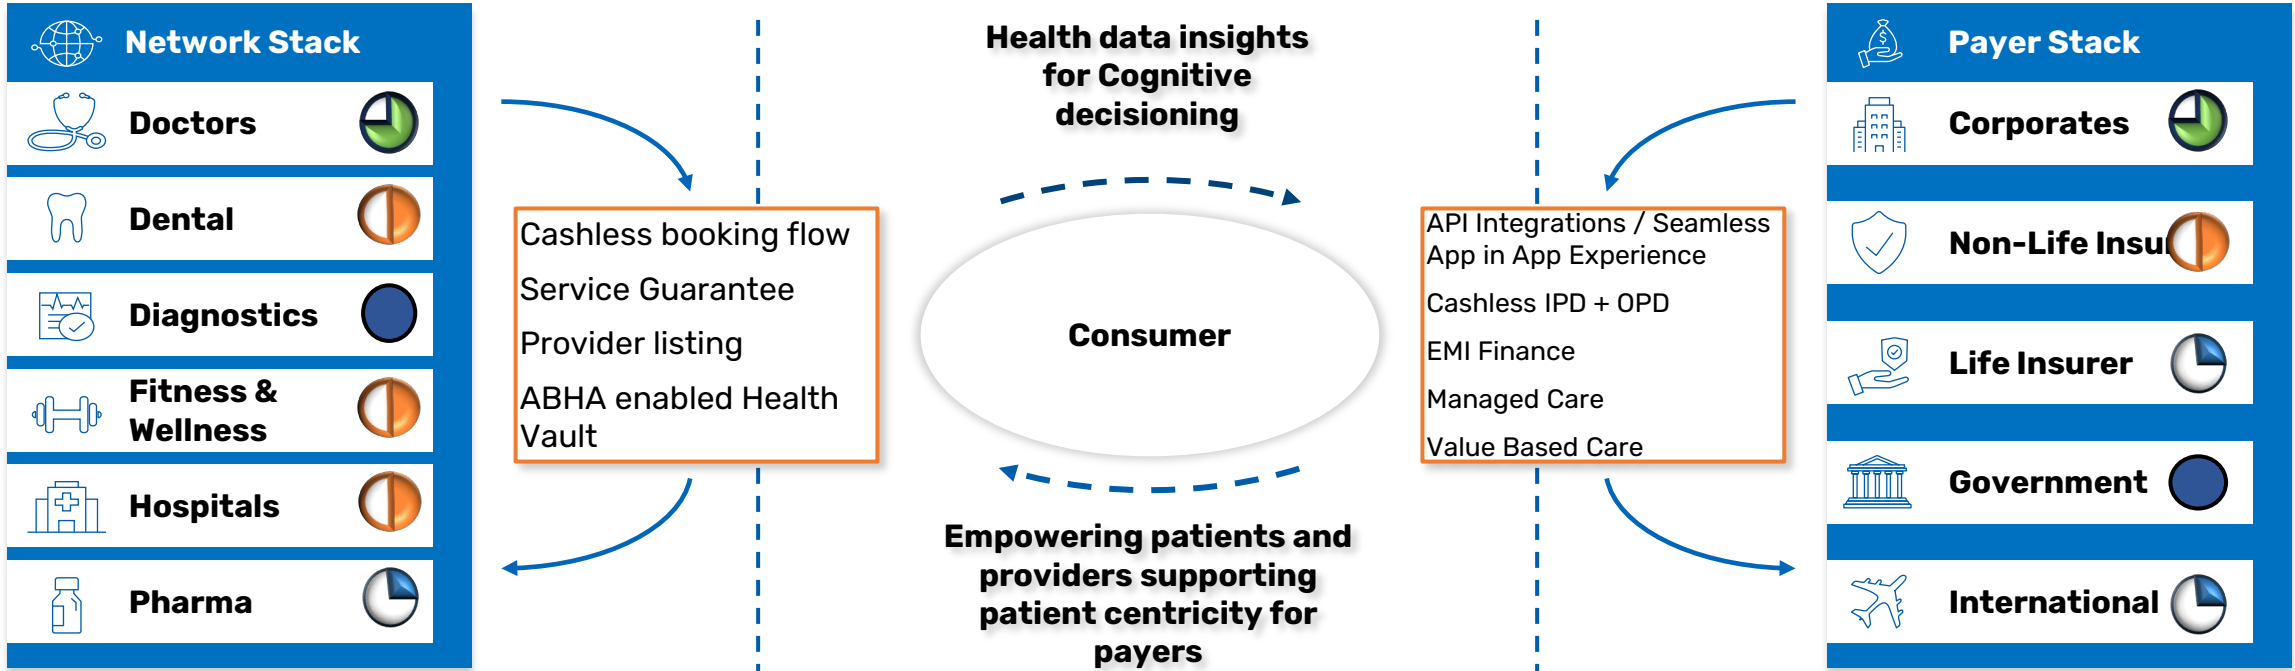 Network Stack
Doctors
Dental
Diagnostics
Fitness &
Wellness
Hospitals
Pharma
Cashless booking flow
Service Guarantee
Provider listing
ABHA enabled Health
Vault
Health data insights
for Cognitive
decisioning
Consumer
Empowering patients and
providers supporting
patient centricity for
payers
API Integrations / Seamless
App in App Experience
Cashless IPD + OPD
EMI Finance
Managed Care
Value Based Care
Payer Stack
$
Corporates
Non-Life
Life Insurer
Government
International